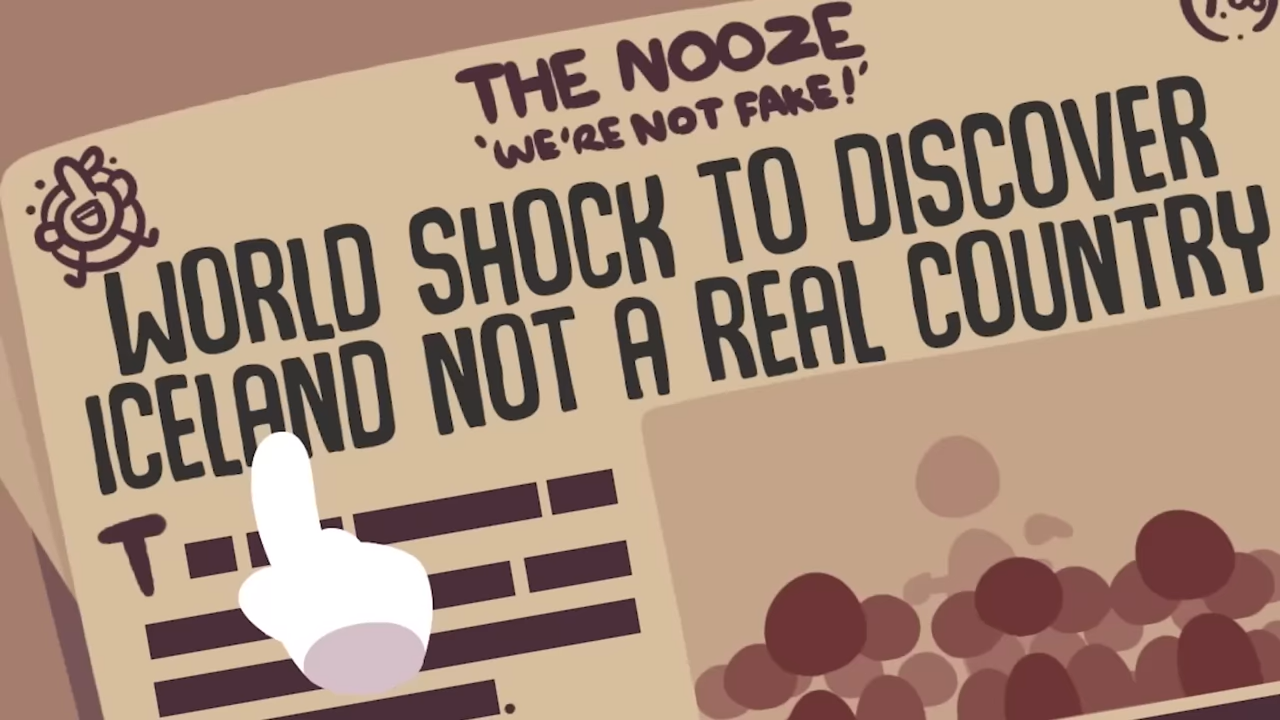 THE NOOZE
'WE'RE NOT FAKE!'
WORLD SHOCK TO DISCOVER
ICELAND NOT A REAL COUNTRY
T